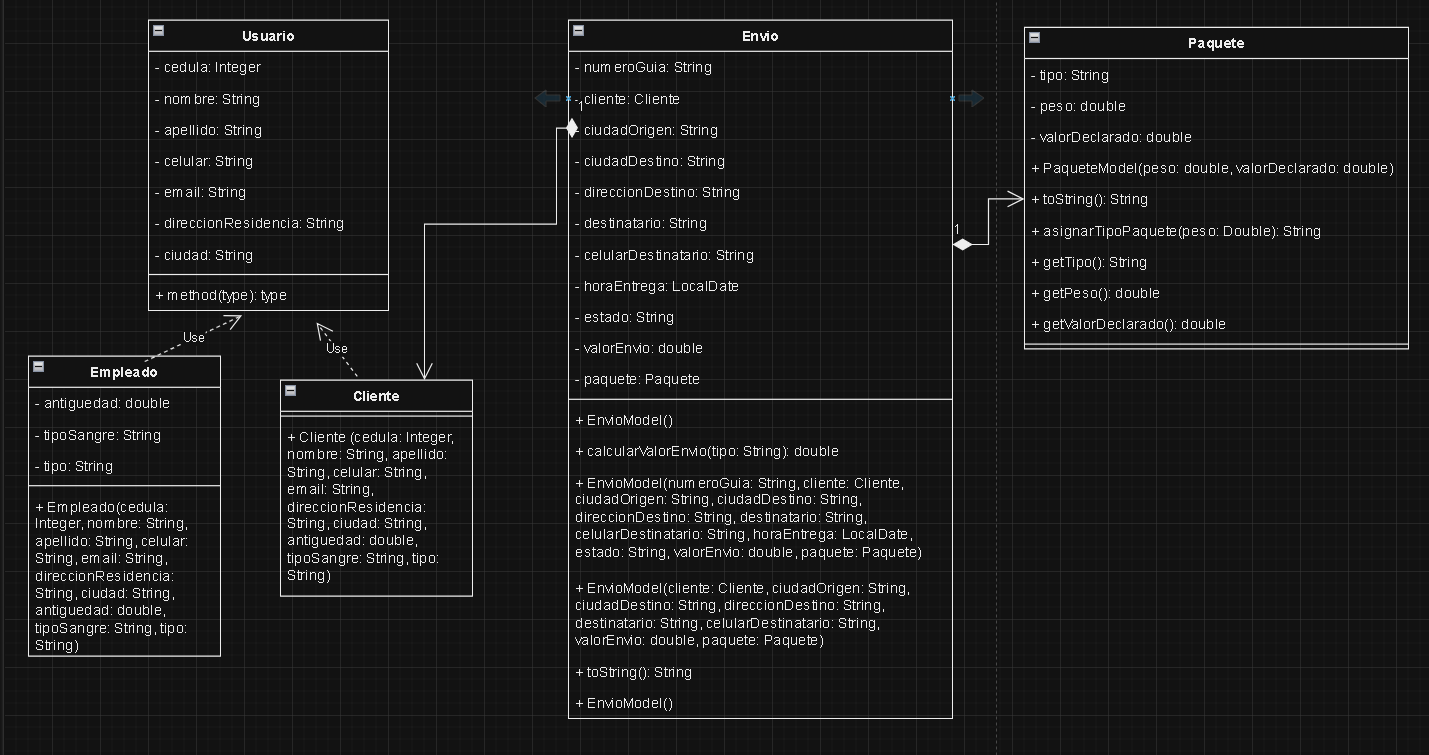 Usuario
- cedula: Integer
- nombre: String
- apellido: String
- celular: String
- email: String
- direccionResidencia: String
- ciudad: String
+ method(type): type
Use
Use
Empleado
- antiguedad: double
- tipoSangre: String
- tipo: String
+ Empleado(cedula:
Integer, nombre: String,
apellido: String, celular:
String, email: String,
direccionResidencia:
String, ciudad: String,
antiguedad: double,
tipoSangre: String, tipo:
String)
Cliente
+ Cliente (cedula: Integer,
nombre: String, apellido:
String, celular: String,
email: String,
direccionResidencia:
String, ciudad: String,
antiguedad: double,
tipoSangre: String, tipo:
String)
Envio
- numeroGuia: String
- cliente: Cliente
1
- ciudadOrigen: String
- ciudadDestino: String
- direccionDestino: String
- destinatario: String
- celularDestinatario: String
- horaEntrega: LocalDate
- estado: String
- valorEnvio: double
- paquete: Paquete
+ EnvioModel()
+ calcularValorEnvio(tipo: String): double
+ EnvioModel(numeroGuia: String, cliente: Cliente,
ciudadOrigen: String, ciudadDestino: String,
direccionDestino: String, destinatario: String,
celularDestinatario: String, horaEntrega: LocalDate,
estado: String, valorEnvio: double, paquete: Paquete)
+ EnvioModel(cliente: Cliente, ciudadOrigen: String,
ciudadDestino: String, direccionDestino: String,
destinatario: String, celularDestinatario: String,
valorEnvio: double, paquete: Paquete)
+ toString(): String
+ EnvioModel()
1
Paquete
- tipo: String
- peso: double
- valorDeclarado: double
+ PaqueteModel(peso: double, valorDeclarado: double)
+ toString(): String
+ asignarTipoPaquete(peso: Double): String
+ getTipo(): String
+ getPeso(): double
+ getValorDeclarado(): double